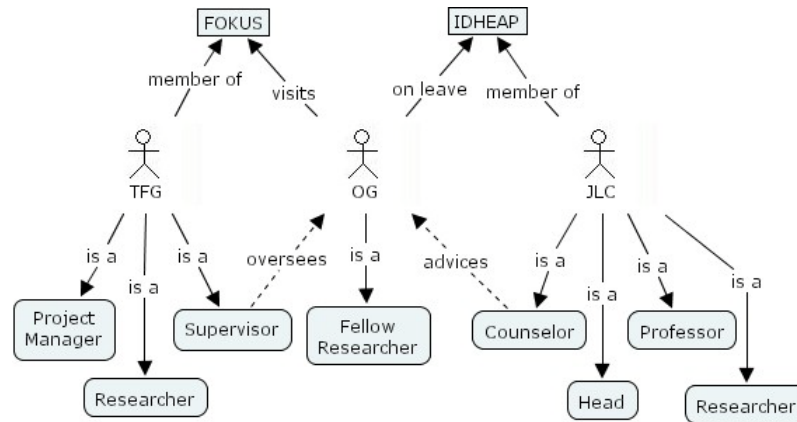 FOKUS
IDHEAP
member of
visits
on leave
member of
TFG
OG
JLC
is a
is a
is a
oversees
is a
advices
is a
is a
is a
is a
Project
Manager
Supervisor
Fellow
Researcher
Counselor
Professor
Researcher
Head
Researcher